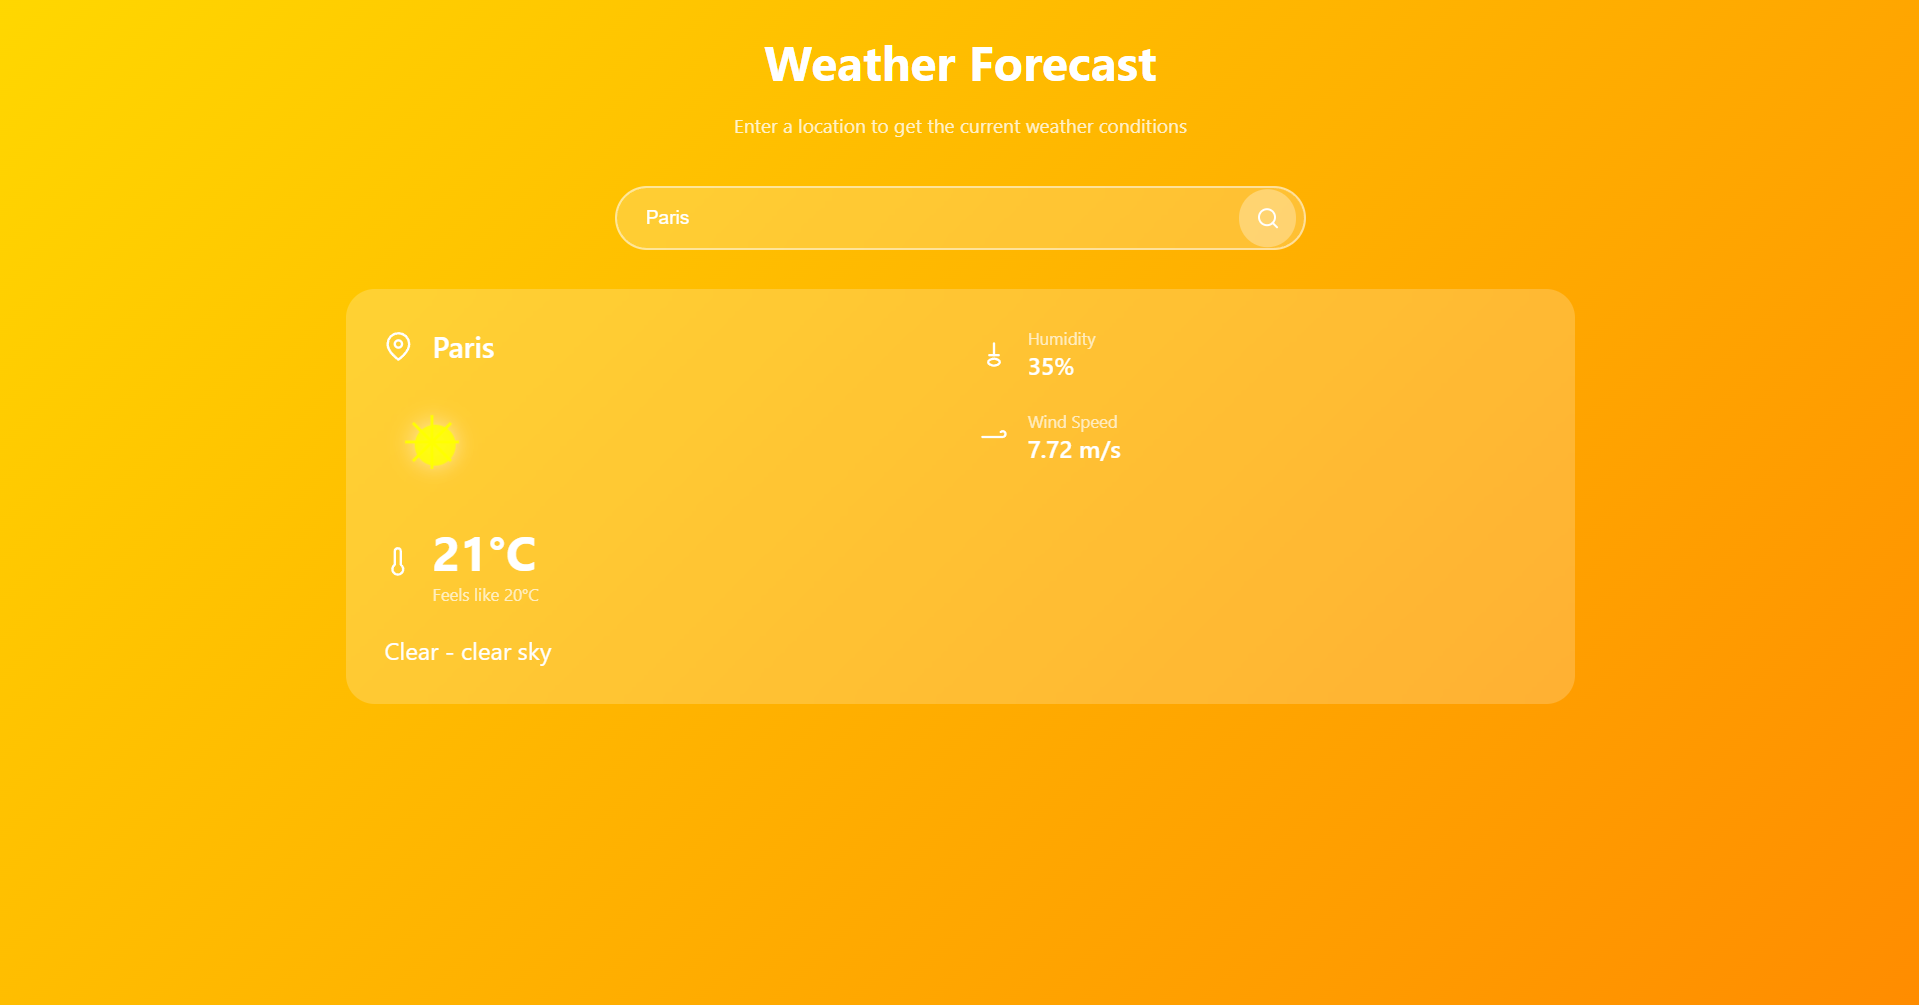 Weather Forecast
Enter a location to get the current weather conditions
Paris
Paris
21°C
Feels like 20°C
Clear - clear sky
Humidity
35%
Wind Speed
7.72 m/s